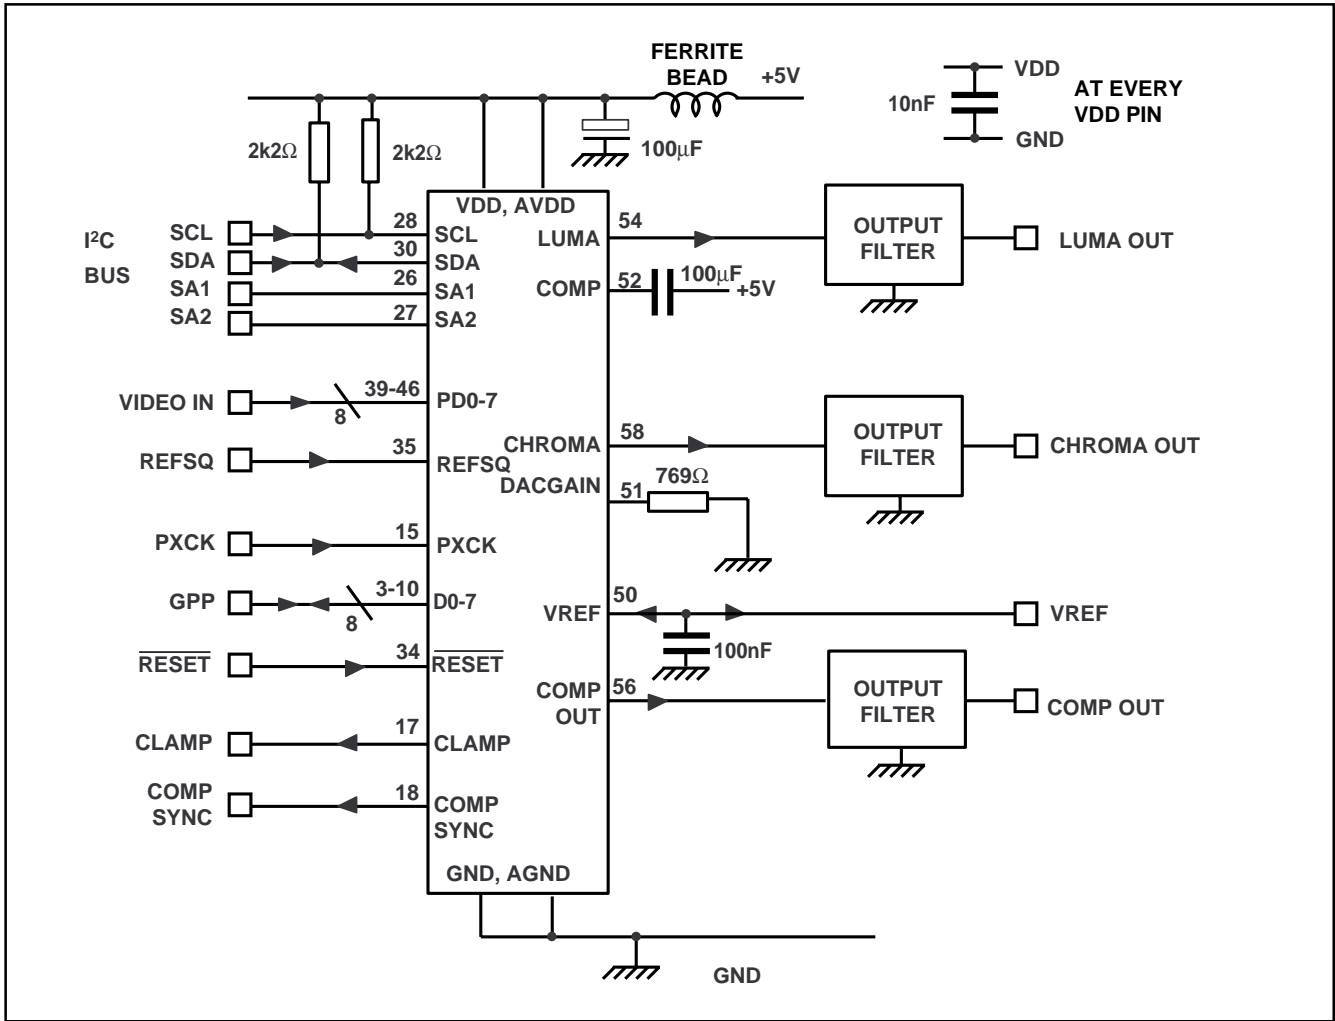 FERRITE
BEAD
+5V
VDD
10nF
AT EVERY
VDD PIN
GND
2k2Ω
2k2Ω
100μF
VDD, AVDD
I²C
BUS
SCL
28
SCL
SDA
30
SDA
SA1
26
SA1
SA2
27
SA2
LUMA
54
OUTPUT
FILTER
LUMA OUT
COMP
52
100μF
+5V
VIDEO IN
8
39-46
PD0-7
REFSQ
35
REFSQ
CHROMA
58
OUTPUT
FILTER
CHROMA OUT
DACGAIN
51
769Ω
PXCK
15
PXCK
GPP
8
3-10
D0-7
VREF
50
VREF
100nF
RESET
34
RESET
COMP
OUT
56
OUTPUT
FILTER
COMP OUT
CLAMP
17
CLAMP
COMP
SYNC
18
COMP
SYNC
GND, AGND
GND